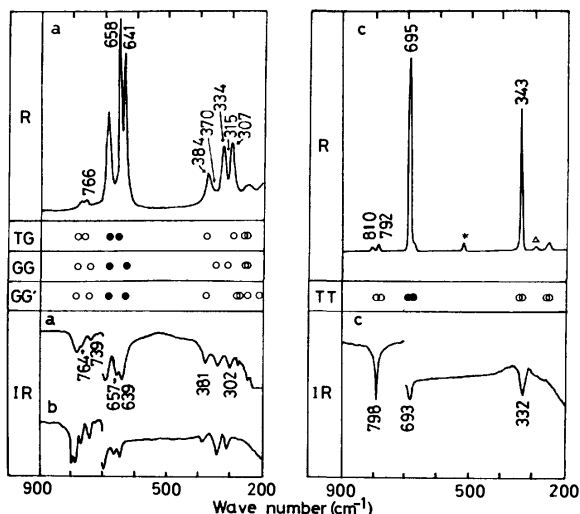 a
658
641
R
766
384
370
334
315
307
TG
GG
GG'
a
764
739
657
639
381
302
IR
b
900
500
200
c
695
343
R
810
792
*
△
TT
c
IR
798
693
332
900
500
200
Wave number (cm⁻¹)